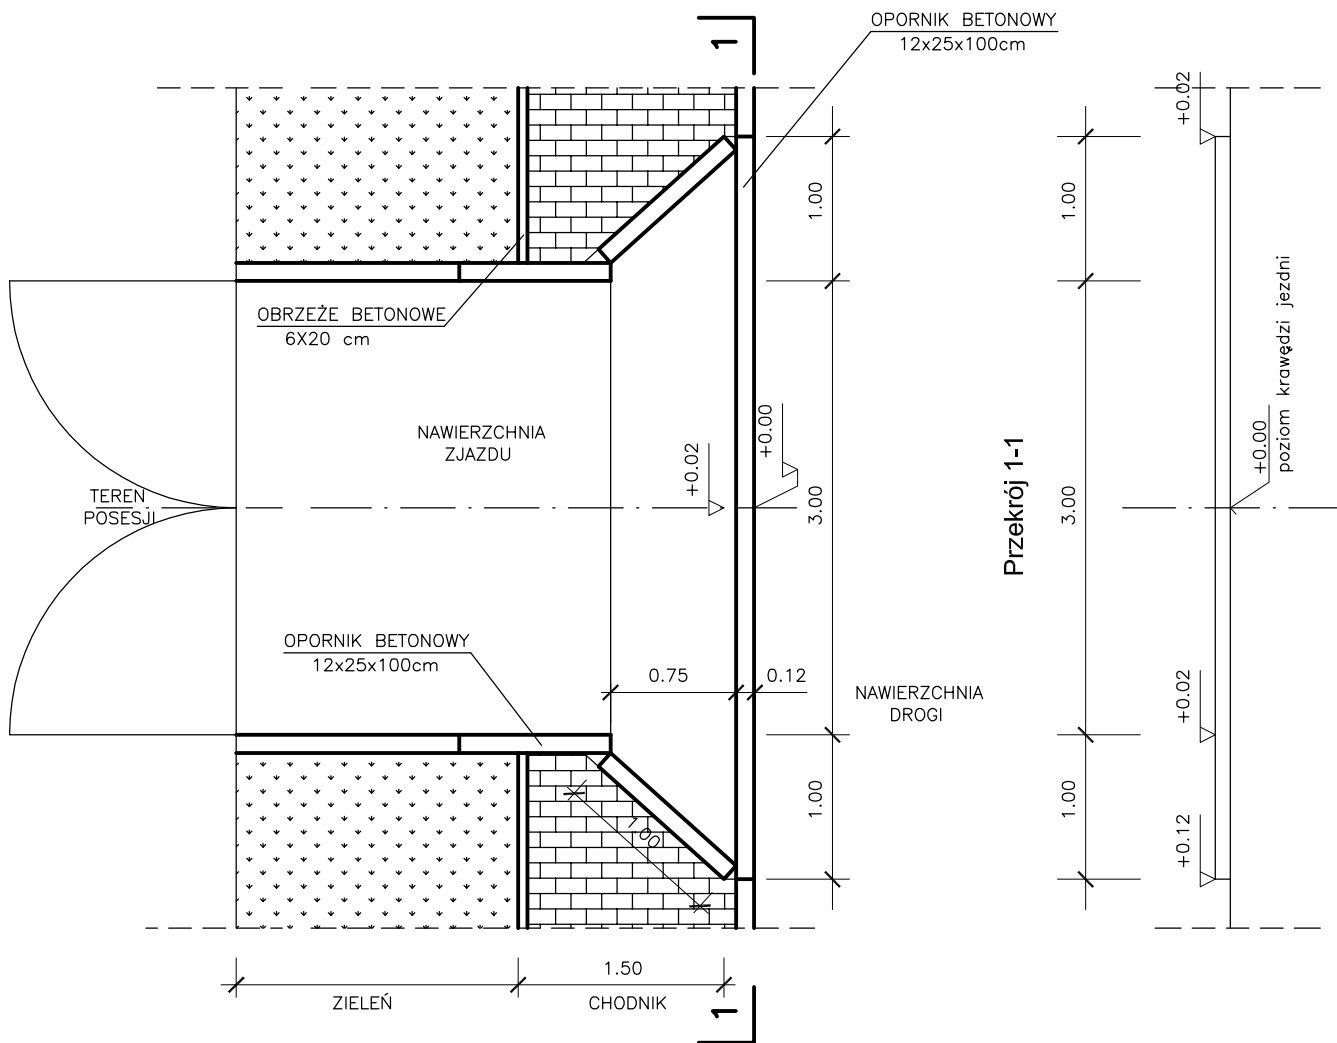 1
OPORNIK BETONOWY
12x25x100cm
+0.02
1.00
1.00
OBRZEŻE BETONOWE
6X20 cm
poziom krawędzi jezdni
+0.00
NAWIERZCHNIA
ZJAZDU
+0.02
+0.00
3.00
Przekrój 1-1
3.00
TEREN
POSESJI
OPORNIK BETONOWY
12x25x100cm
0.75
0.12
NAWIERZCHNIA
DROGI
+0.02
1.00
1.00
1.00
+0.12
1.50
ZIELEŃ
CHODNIK
1